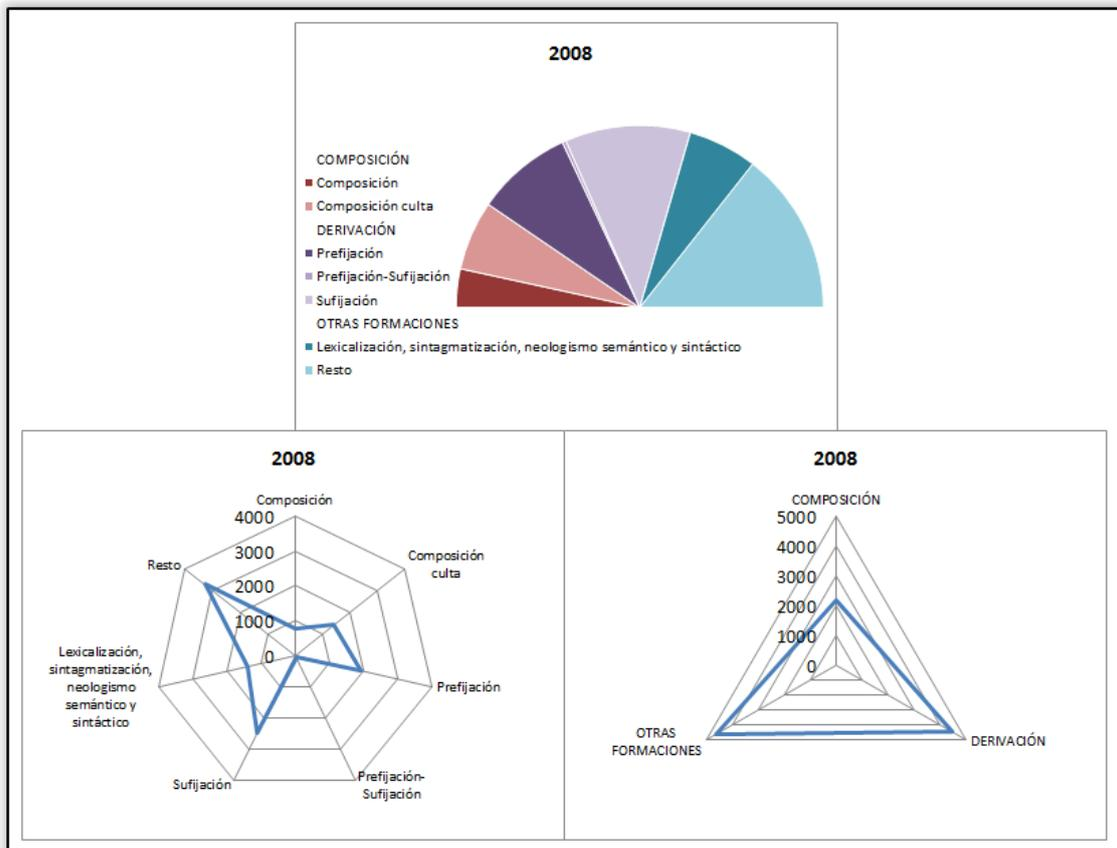 2008
COMPOSICIÓN
Composición
Composición culta
DERIVACIÓN
Prefijación
Prefijación-Sufijación
Sufijación
OTRAS FORMACIONES
Lexicalización, sintagmatización, neologismo semántico y sintáctico
Resto
2008
Composición
4000
3000
2000
1000
0
Composición
culta
Prefijación
Prefijación-
Sufijación
Sufijación
Lexicalización,
sintagmatización,
neologismo
semántico y
sintáctico
Resto
2008
COMPOSICIÓN
5000
4000
3000
2000
1000
0
DERIVACIÓN
OTRAS
FORMACIONES